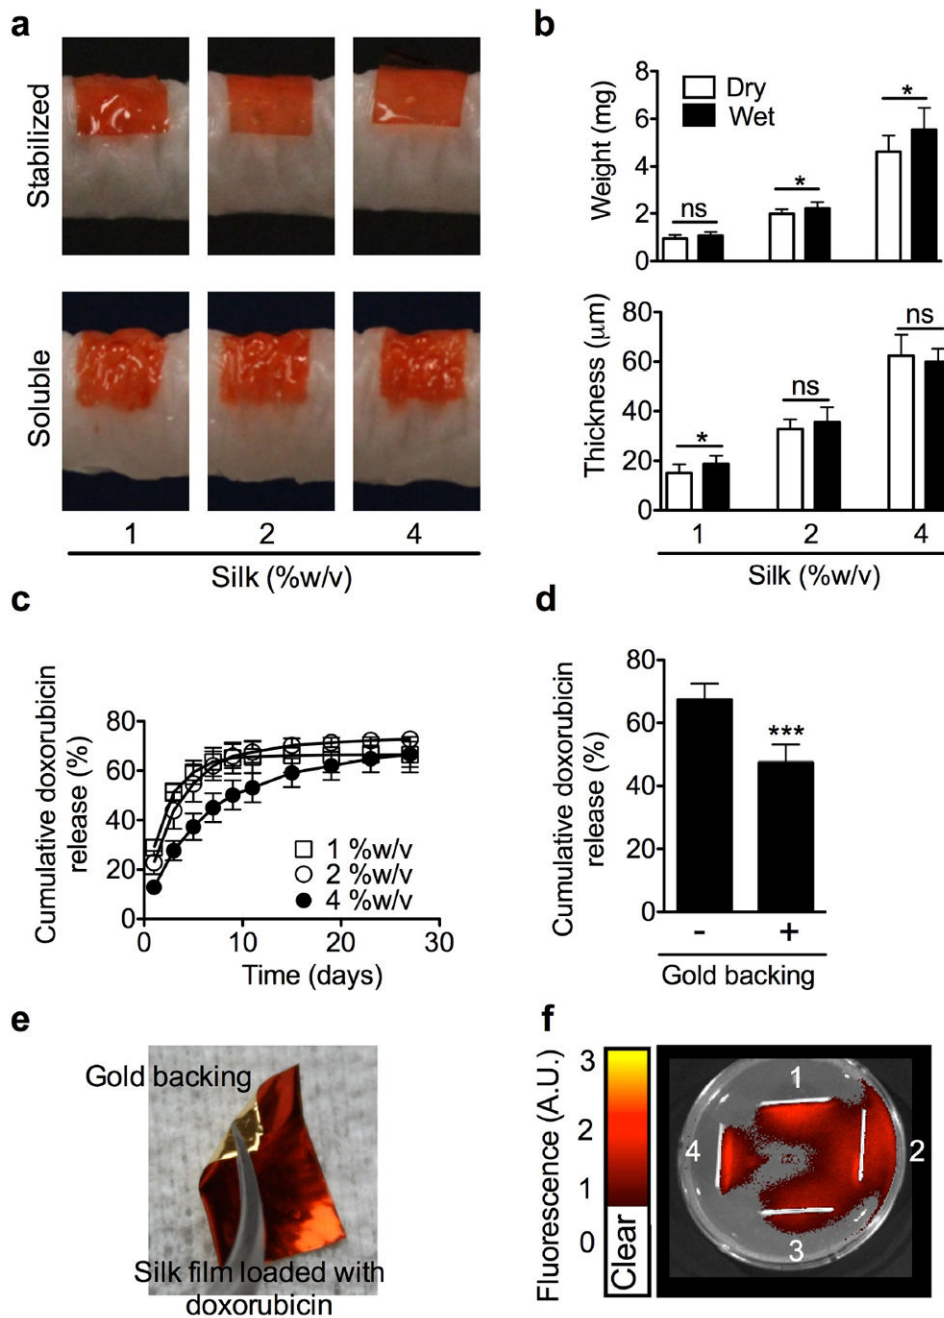 a
Stabilized
Soluble
1 2 4
Silk (%w/v)
b
Weight (mg)
8
6
4
2
0
Dry
Wet
ns
*
*
Thickness (μm)
80
60
40
20
0
*
ns
ns
1 2 4
Silk (%w/v)
c
Cumulative doxorubicin
release (%)
80
60
40
20
0
1 %w/v
2 %w/v
4 %w/v
0 10 20 30
Time (days)
d
Cumulative doxorubicin
release (%)
80
60
40
20
0
***
- +
Gold backing
e
Gold backing
Silk film loaded with
doxorubicin
f
Fluorescence (A.U.)
3
2
1
0
Clear
1
2
3
4